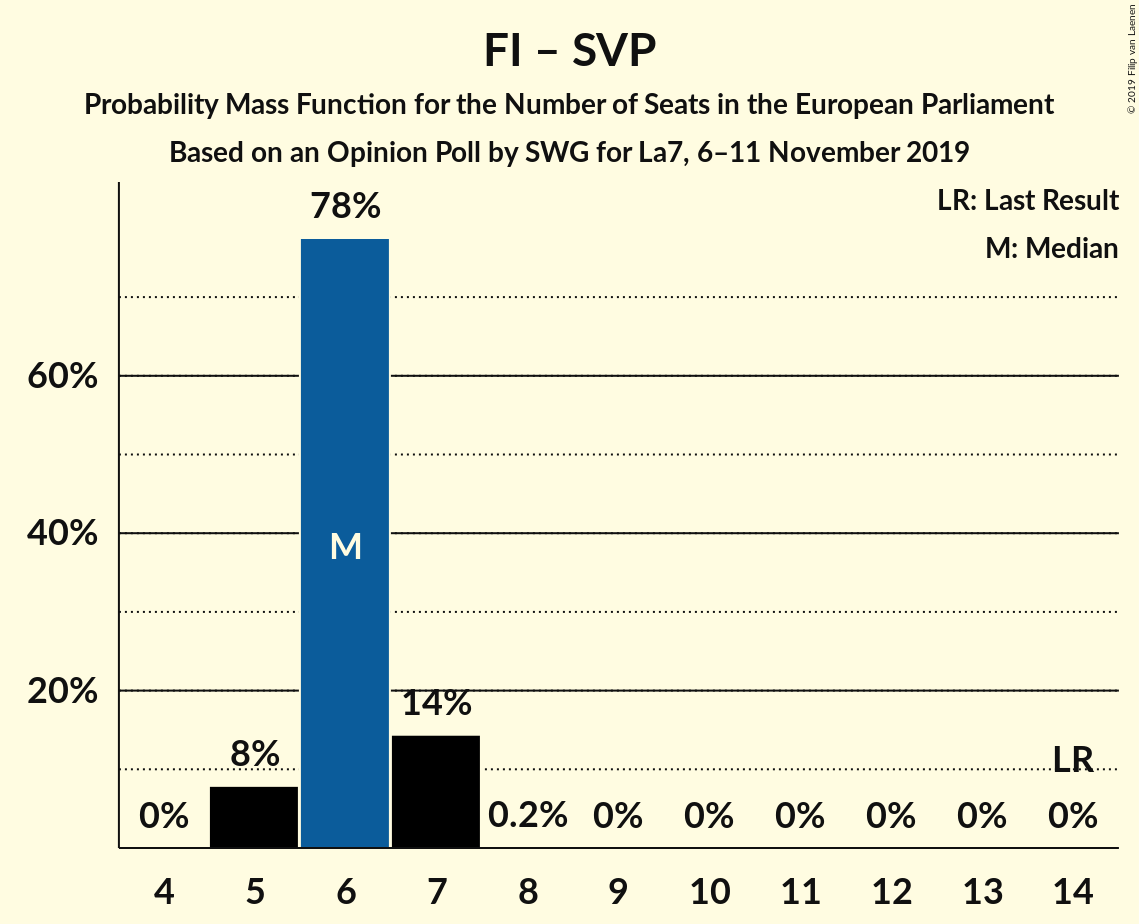 FI – SVP
Probability Mass Function for the Number of Seats in the European Parliament
Based on an Opinion Poll by SWG for La7, 6–11 November 2019
© 2019 Filip van Laenen
LR: Last Result
M: Median
78%
60%
40%
M
20%
14%
8%
LR
0%
0.2%
0%
0%
0%
0%
0%
0%
4 5 6 7 8 9 10 11 12 13 14